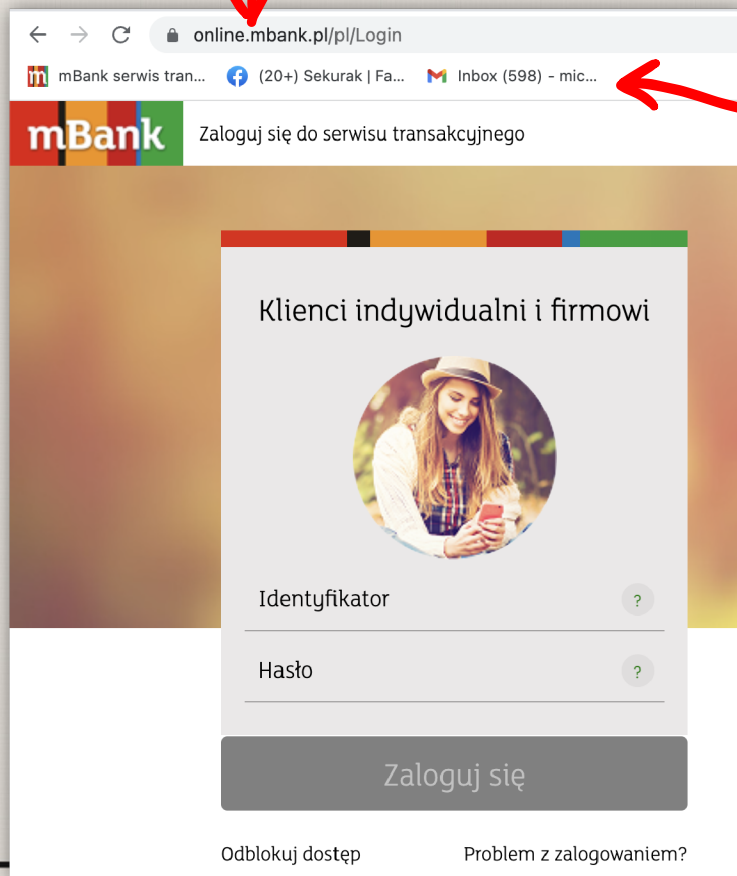 online.mbank.pl/pl/Login
mBank serwis tran... (20+) Sekurak | Fa... Inbox (598) - mic...
mBank Zaloguj się do serwisu transakcyjnego
Klienci indywidualni i firmowi
Identyfikator ?
Hasło ?
Zaloguj się
Odblokuj dostęp Problem z zalogowaniem?